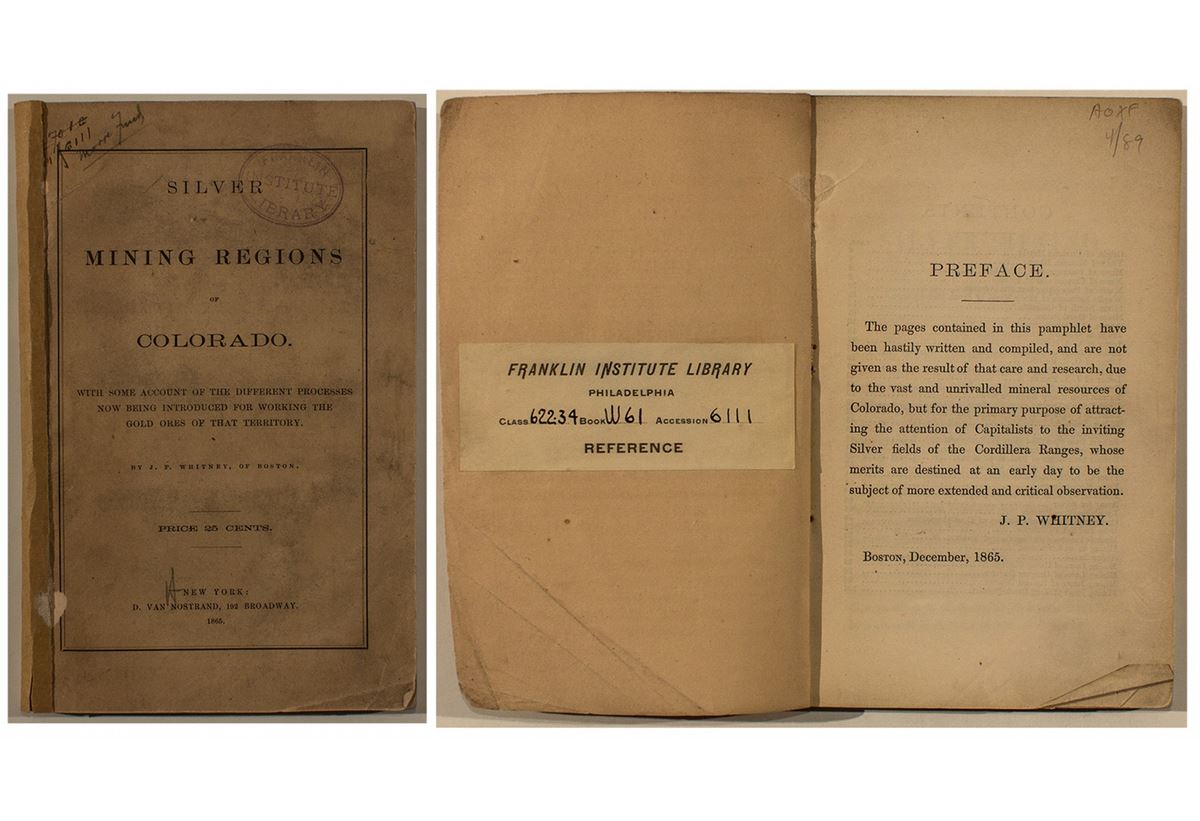 6111
SILVER
FRANKLIN
INSTITUTE
LIBRARY
MINING REGIONS
OF
COLORADO.
WITH SOME ACCOUNT OF THE DIFFERENT PROCESSES
NOW BEING INTRODUCED FOR WORKING THE
GOLD ORES OF THAT TERRITORY.
BY J. P. WHITNEY, OF BOSTON.
PRICE 25 CENTS.
NEW YORK:
D. VAN NOSTRAND, 192 BROADWAY.
1865.
FRANKLIN INSTITUTE LIBRARY
PHILADELPHIA
CLASS 622.34 BOOK W61 ACCESSION 6111
REFERENCE
4/89
PREFACE.
The pages contained in this pamphlet have
been hastily written and compiled, and are not
given as the result of that care and research, due
to the vast and unrivalled mineral resources of
Colorado, but for the primary purpose of attract-
ing the attention of Capitalists to the inviting
Silver fields of the Cordillera Ranges, whose
merits are destined at an early day to be the
subject of more extended and critical observation.
J. P. WHITNEY.
BOSTON, December, 1865.